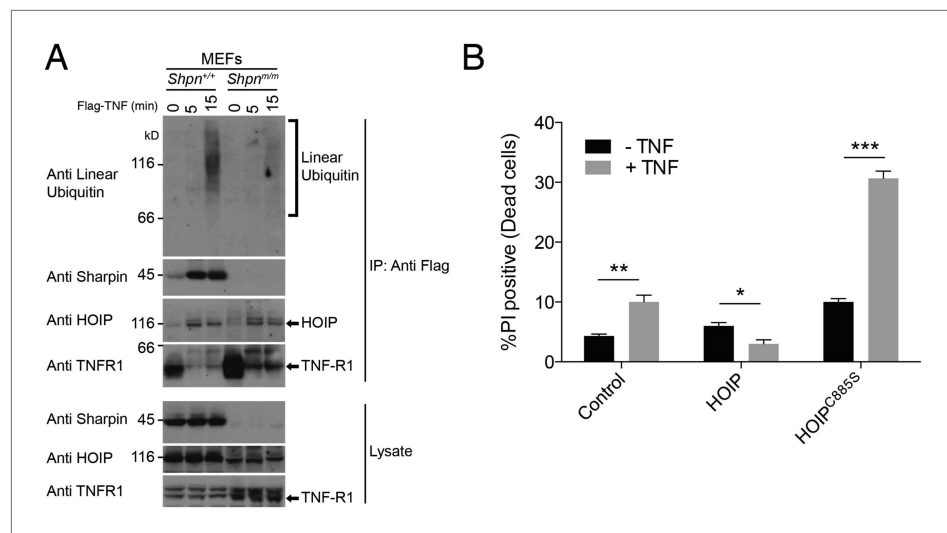 A
MEFs
Shpn+/+ Shpnm/m
Flag-TNF (min) 0 5 15 0 5 15
kD
Anti Linear Ubiquitin
116
66
Linear Ubiquitin
Anti Sharpin 45
IP: Anti Flag
Anti HOIP 116 HOIP
66
Anti TNFR1 TNF-R1
Anti Sharpin 45
Lysate
Anti HOIP 116
Anti TNFR1 TNF-R1
B
%PI positive (Dead cells)
40
30
20
10
0
- TNF
+ TNF
**
*
***
Control
HOIP
HOIPC885S